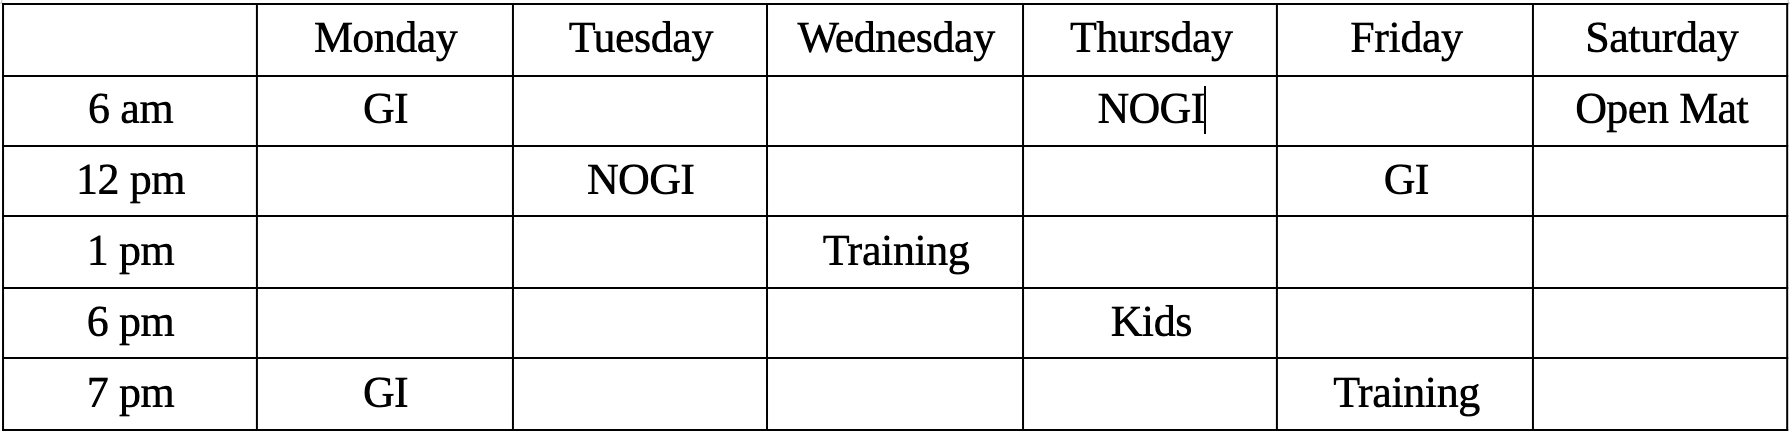 Monday Tuesday Wednesday Thursday Friday Saturday
6 am GI NOGI Open Mat
12 pm NOGI GI
1 pm Training
6 pm Kids
7 pm GI Training